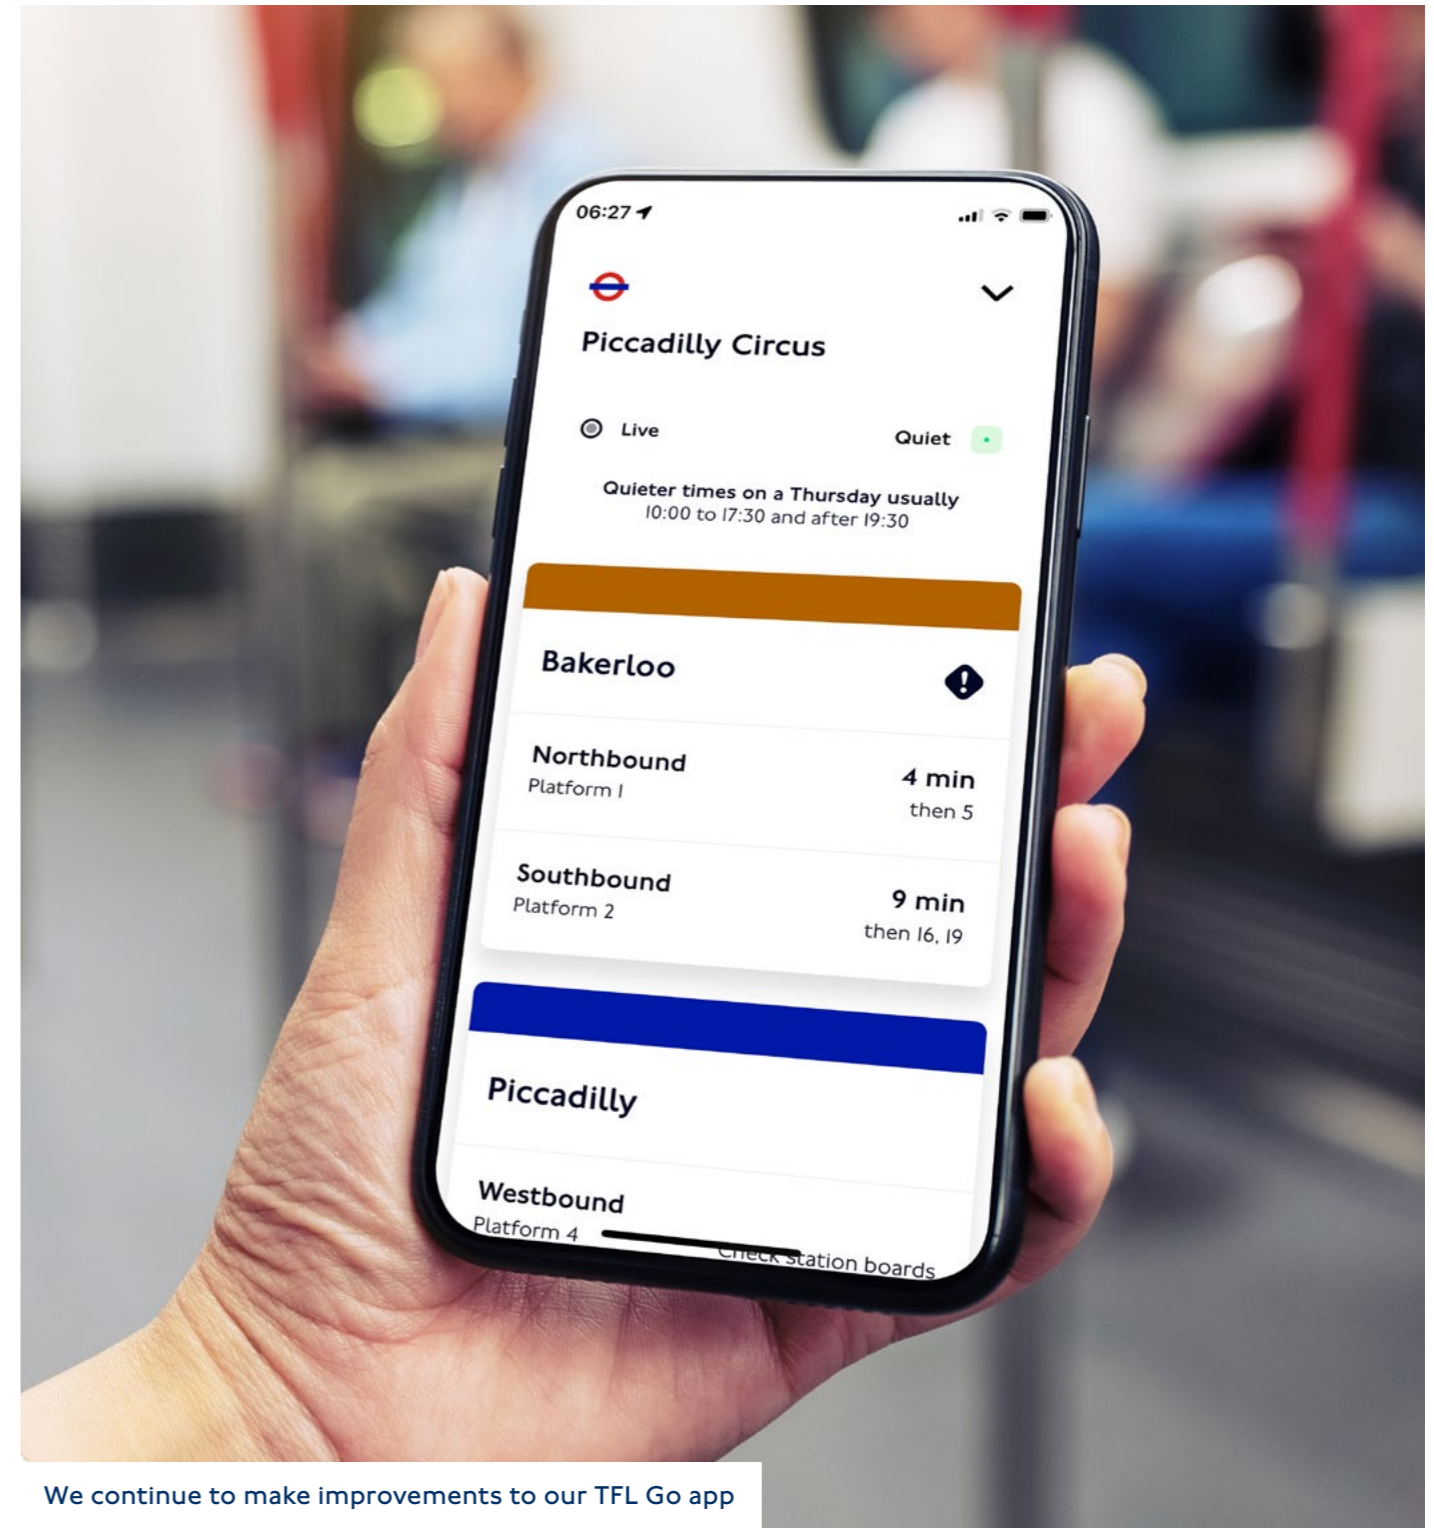 06:27
Piccadilly Circus
Live
Quiet
Quieter times on a Thursday usually
10:00 to 17:30 and after 19:30
Bakerloo
Northbound
4 min
Platform 1
then 5
Southbound
9 min
Platform 2
then 16, 19
Piccadilly
Westbound
Platform 4
Check station boards
We continue to make improvements to our TFL Go app